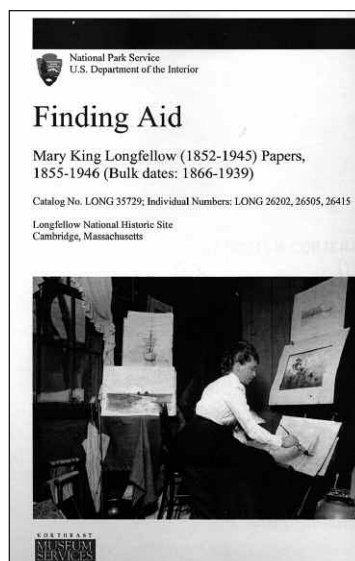 National Park Service
U.S. Department of the Interior
Finding Aid
Mary King Longfellow (1852-1945) Papers,
1855-1946 (Bulk dates: 1866-1939)
Catalog No. LONG 35729; Individual Numbers: LONG 26202, 26505, 26415
Longfellow National Historic Site
Cambridge, Massachusetts
NORTHEAST
MUSEUM
SERVICES